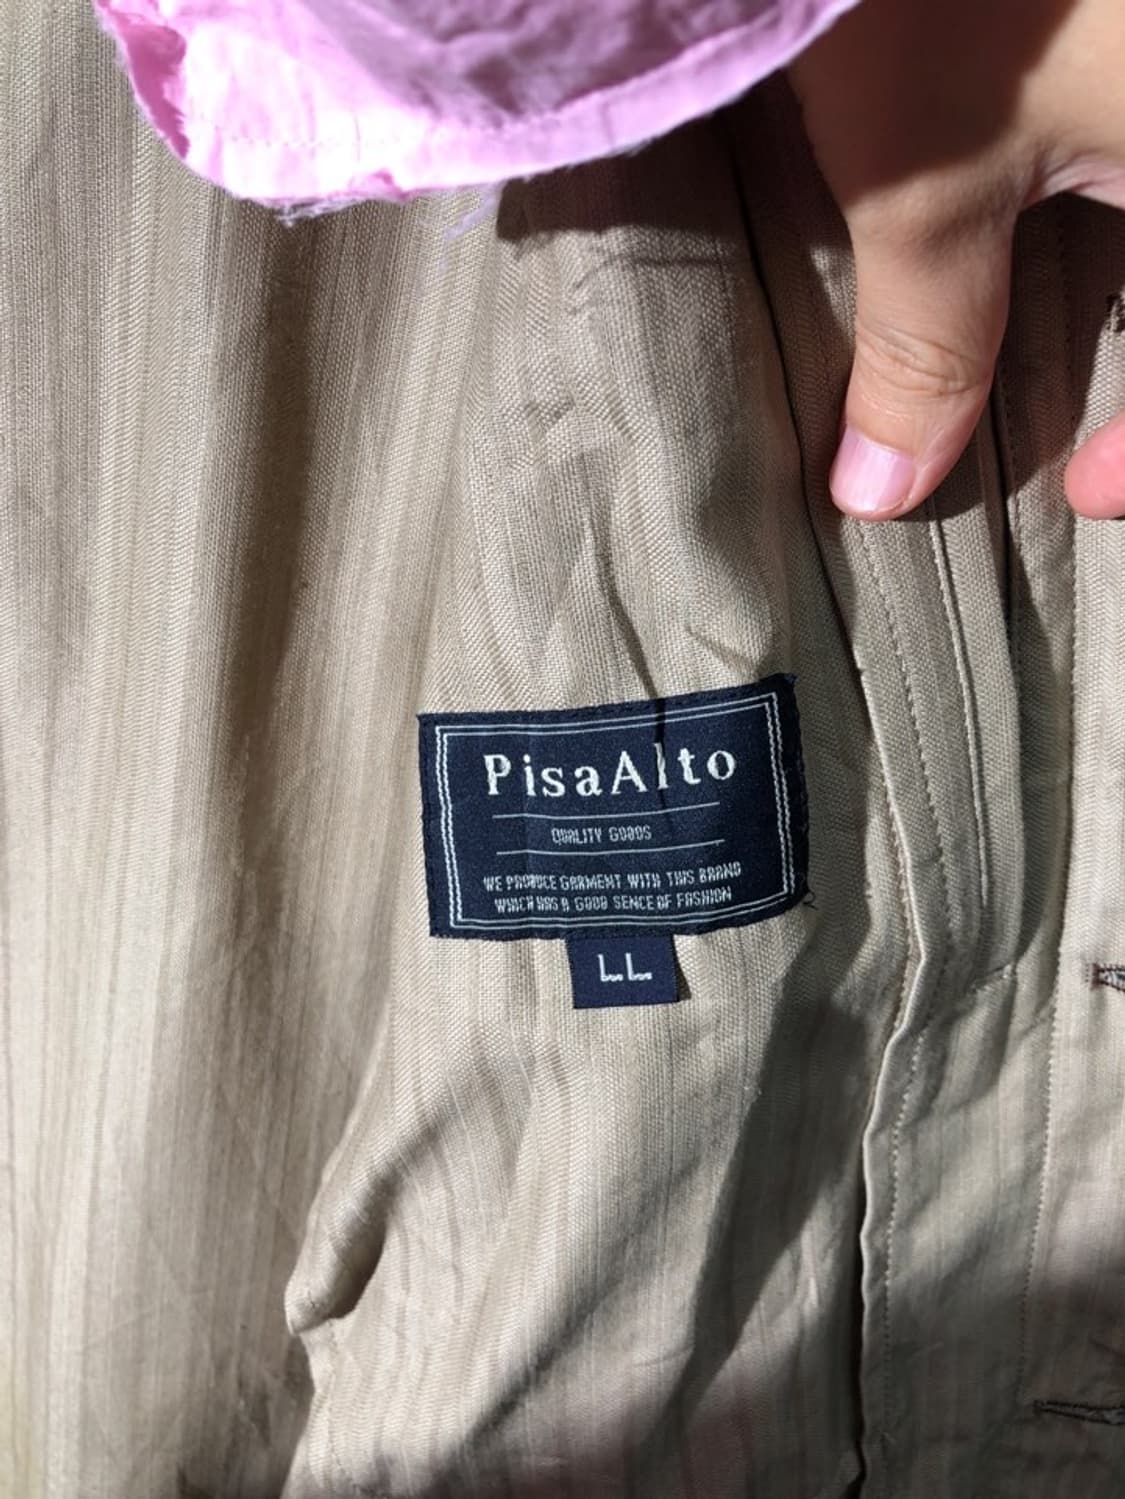 PisaAlto
QUALITY GOODS
WE PRODUCE GARMENT WITH THIS BRAND
WHICH HAS A GOOD SENCE OF FASHION
LL